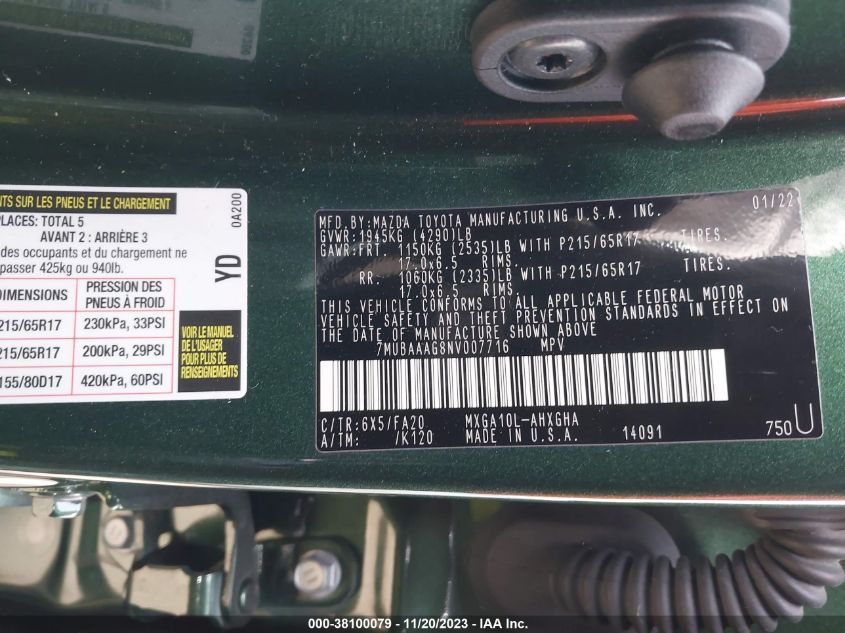 NTS SUR LES PNEUS ET LE CHARGEMENT
PLACES: TOTAL 5
AVANT 2 : ARRIÈRE 3
des occupants et du chargement ne
passer 425kg ou 940lb.
DIMENSIONS PRESSION DES PNEUS À FROID
215/65R17 230kPa, 33PSI
215/65R17 200kPa, 29PSI
155/80D17 420kPa, 60PSI
VOIR LE MANUEL
DE L'USAGER
POUR PLUS DE
RENSEIGNEMENTS
YD
0A200
MFD.BY:MAZDA TOYOTA MANUFACTURING U.S.A. INC. 01/22
GVWR:1945KG (4290)LB
GAWR:FRT. 1150KG (2535)LB WITH P215/65R17 TIRES.
17.0x6.5 RIMS.
RR. 1060KG (2335)LB WITH P215/65R17 TIRES.
17.0x6.5 RIMS.
THIS VEHICLE CONFORMS TO ALL APPLICABLE FEDERAL MOTOR
VEHICLE SAFETY AND THEFT PREVENTION STANDARDS IN EFFECT ON
THE DATE OF MANUFACTURE SHOWN ABOVE
7MUBAAAG8NV007716 MPV
C/TR:6X5/FA20 MXGA10L-AHXGHA
A/TM: /K120 MADE IN U.S.A. 14091 750U
000-38100079 - 11/20/2023 - IAA Inc.